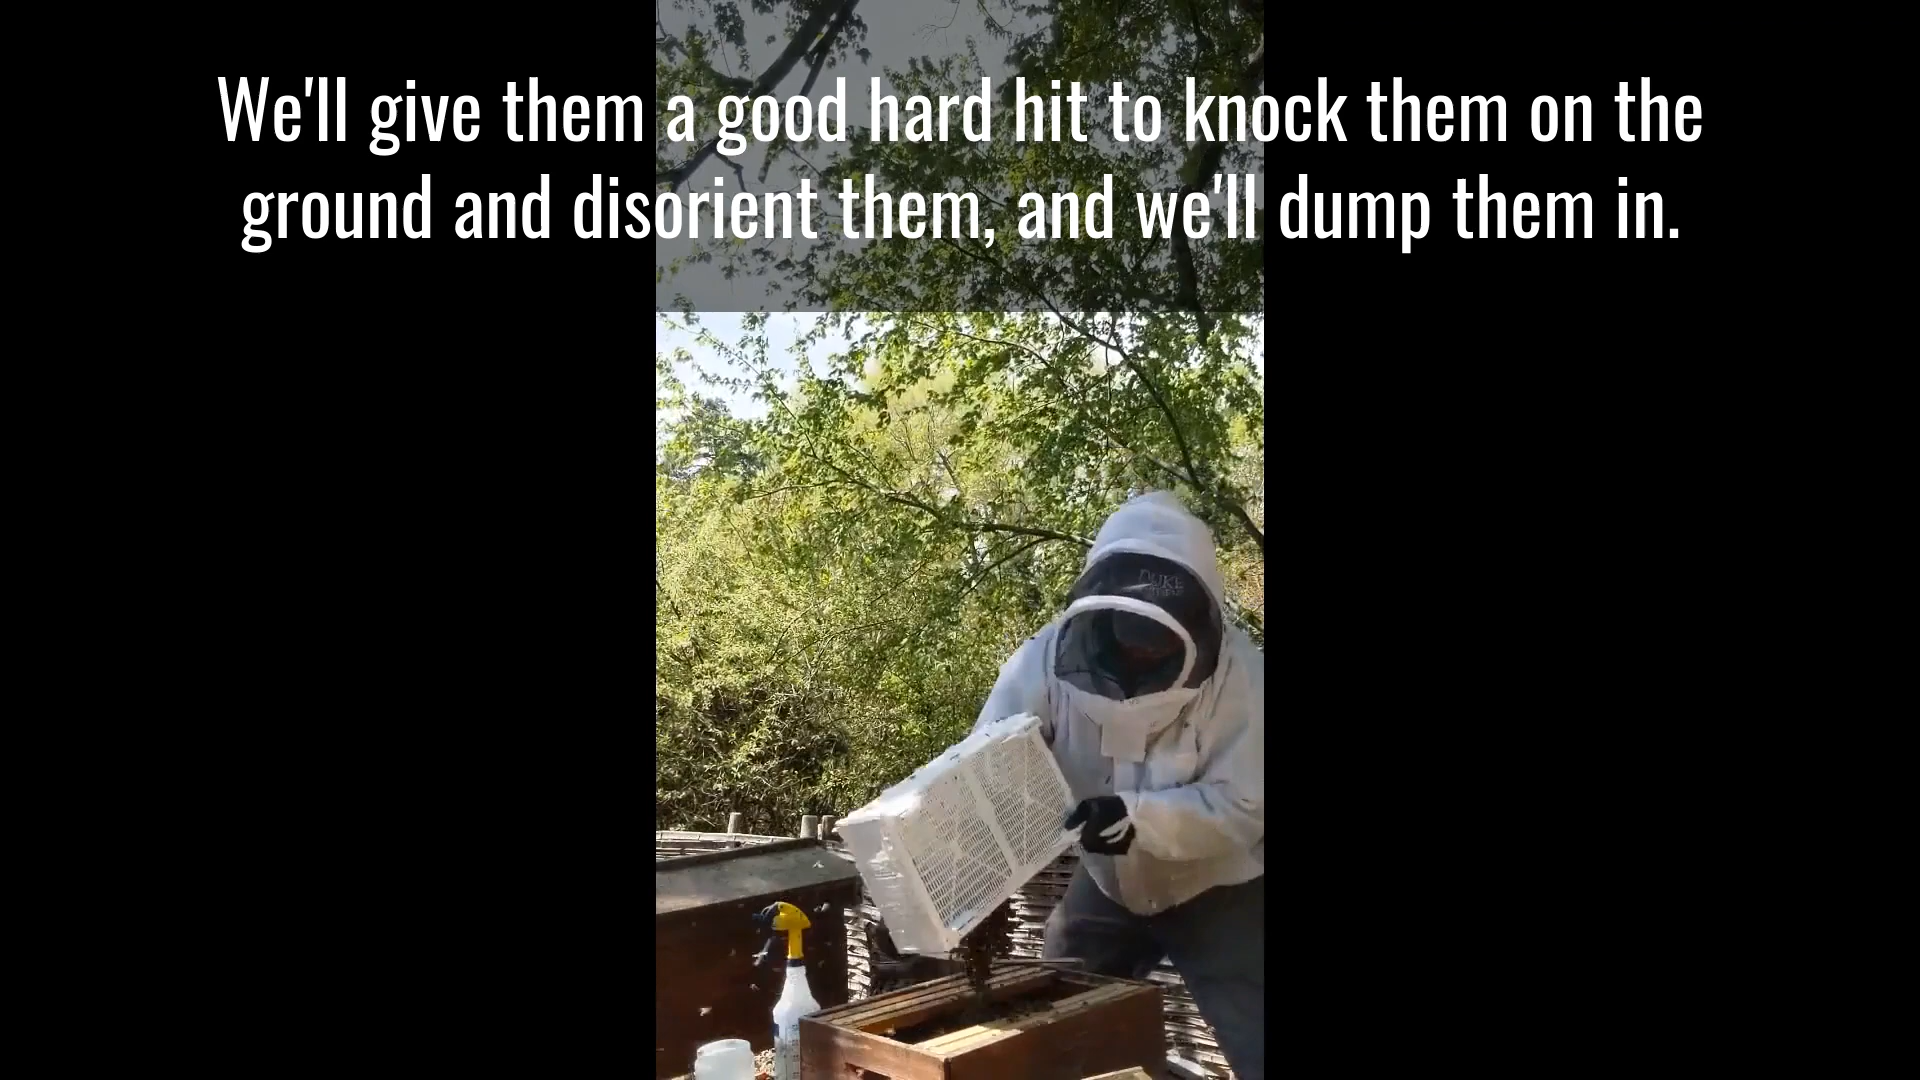 We'll give them a good hard hit to knock them on the
ground and disorient them, and we'll dump them in.